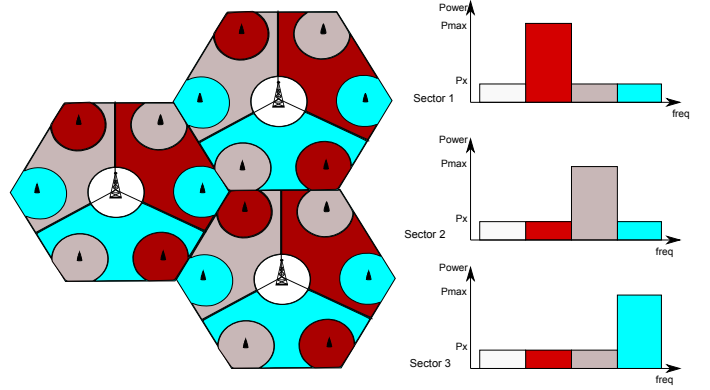 Power
Pmax
Px
Sector 1
freq
Power
Pmax
Px
Sector 2
freq
Power
Pmax
Px
Sector 3
freq